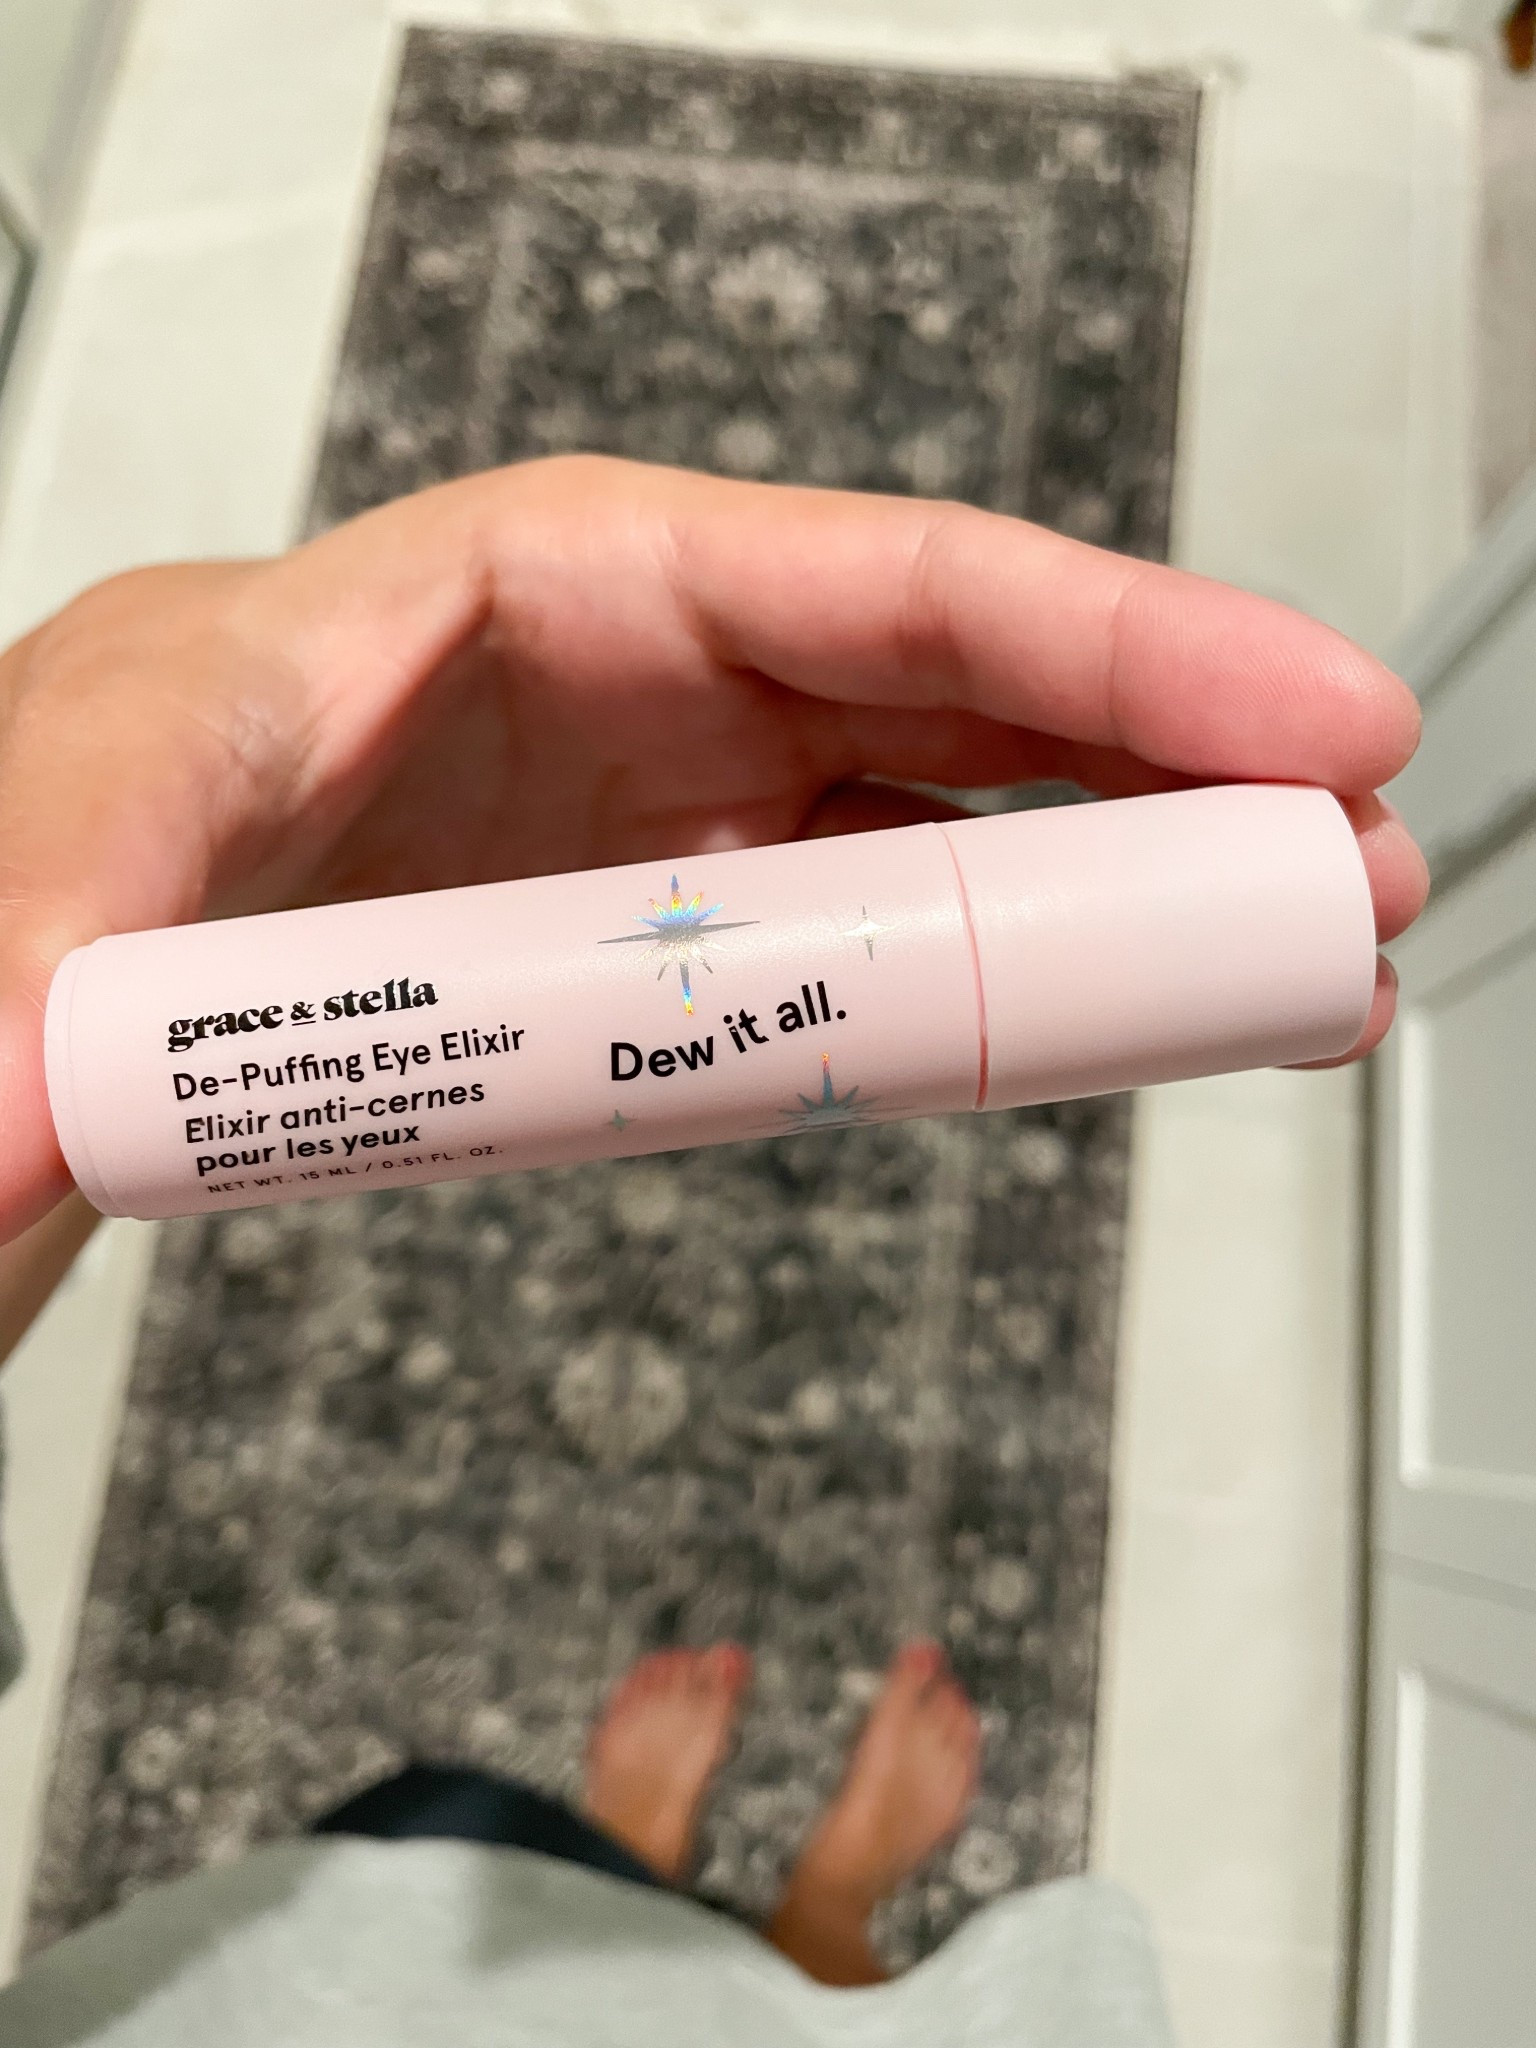 grace & stella
De-Puffing Eye Elixir
Elixir anti-cernes
pour les yeux
NET WT. 15 ML / 0.51 FL. OZ.
Dew it all.